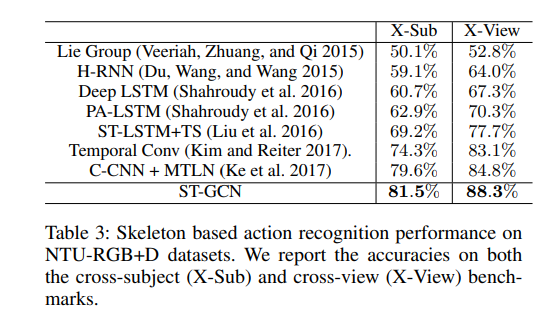 X-Sub X-View
Lie Group (Veeriah, Zhuang, and Qi 2015) 50.1% 52.8%
H-RNN (Du, Wang, and Wang 2015) 59.1% 64.0%
Deep LSTM (Shahroudy et al. 2016) 60.7% 67.3%
PA-LSTM (Shahroudy et al. 2016) 62.9% 70.3%
ST-LSTM+TS (Liu et al. 2016) 69.2% 77.7%
Temporal Conv (Kim and Reiter 2017). 74.3% 83.1%
C-CNN + MTLN (Ke et al. 2017) 79.6% 84.8%
ST-GCN 81.5% 88.3%
Table 3: Skeleton based action recognition performance on
NTU-RGB+D datasets. We report the accuracies on both
the cross-subject (X-Sub) and cross-view (X-View) bench-
marks.